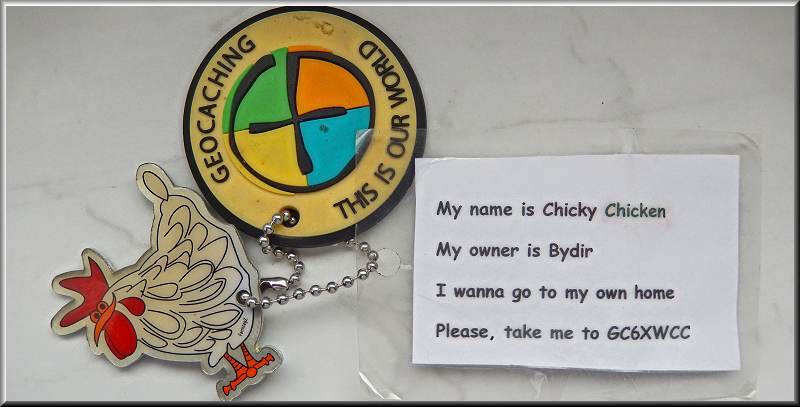 GEOCACHING
THIS IS OUR WORLD
My name is Chicky Chicken
My owner is Bydir
I wanna go to my own home
Please, take me to GC6XWCC